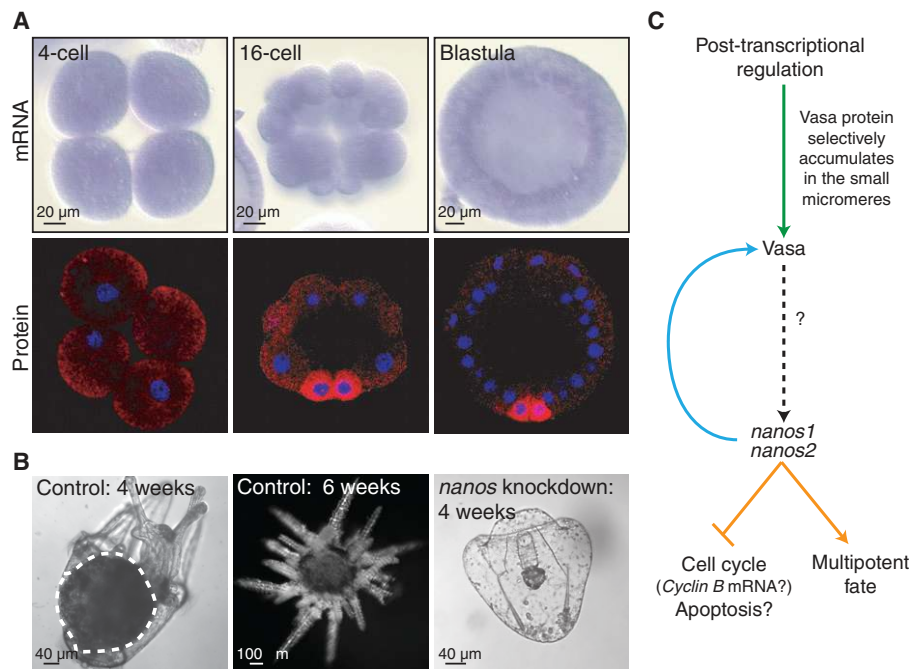 A
4-cell
16-cell
Blastula
mRNA
20 µm
20 µm
20 µm
Protein
B
Control: 4 weeks
Control: 6 weeks
nanos knockdown:
4 weeks
40 µm
100 m
40 µm
C
Post-transcriptional
regulation
Vasa protein
selectively
accumulates
in the small
micromeres
Vasa
?
nanos1
nanos2
Cell cycle
(Cyclin B mRNA?)
Apoptosis?
Multipotent
fate